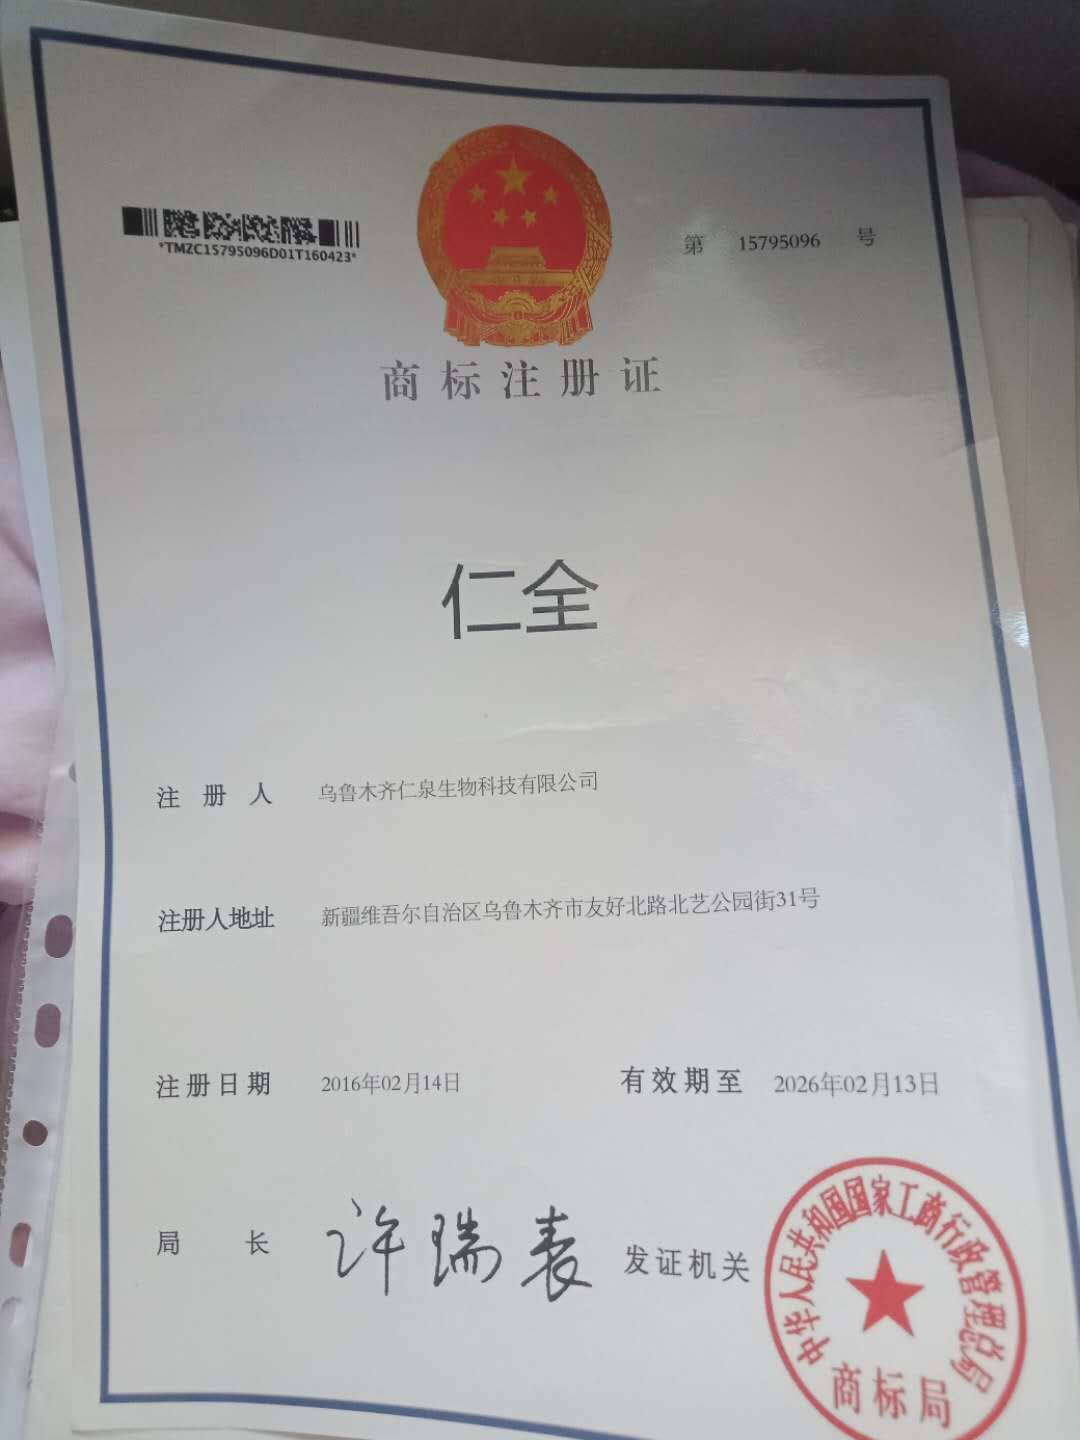 *TMZC15795096D01T160423*
第 15795096 号
商标注册证
仁全
注册人 乌鲁木齐仁泉生物科技有限公司
注册人地址 新疆维吾尔自治区乌鲁木齐市友好北路北艺公园街31号
注册日期 2016年02月14日 有效期至 2026年02月13日
局长 许瑞表 发证机关
中华人民共和国国家工商行政管理总局
商标局